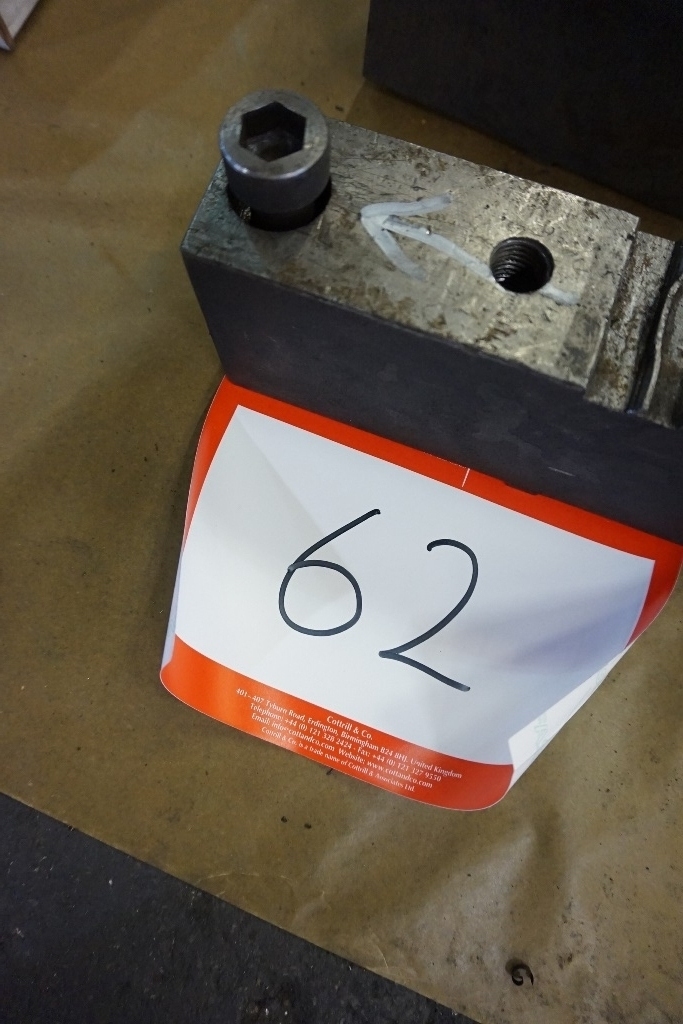 62
Cottrill & Co.
401 - 407 Tyburn Road, Erdington, Birmingham B24 8HJ, United Kingdom
Telephone: +44 (0) 121 328 2424 - Fax: +44 (0) 121 327 9550
Email: info@cottandco.com Website: www.cottandco.com
Cottrill & Co. is a trade name of Cottrill & Associates Ltd.